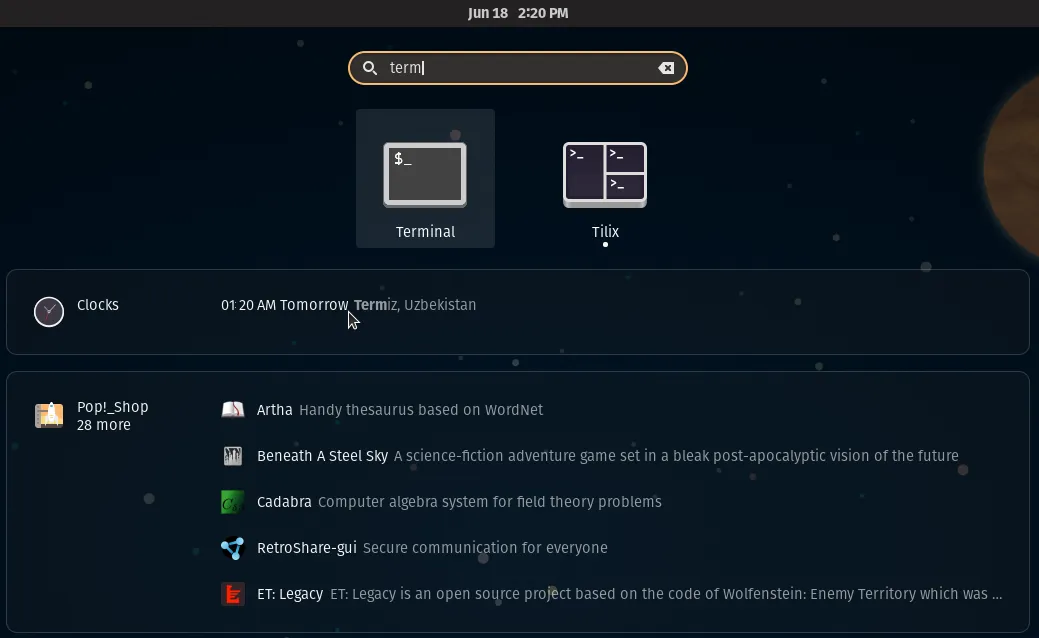 Jun 18 2:20 PM
term
$_
>_ >_
>_
Terminal Tilix
Clocks 01:20 AM Tomorrow Termiz, Uzbekistan
Pop!_Shop
28 more
Artha Handy thesaurus based on WordNet
Beneath A Steel Sky A science-fiction adventure game set in a bleak post-apocalyptic vision of the future
Cadabra Computer algebra system for field theory problems
RetroShare-gui Secure communication for everyone
ET: Legacy ET: Legacy is an open source project based on the code of Wolfenstein: Enemy Territory which was ...